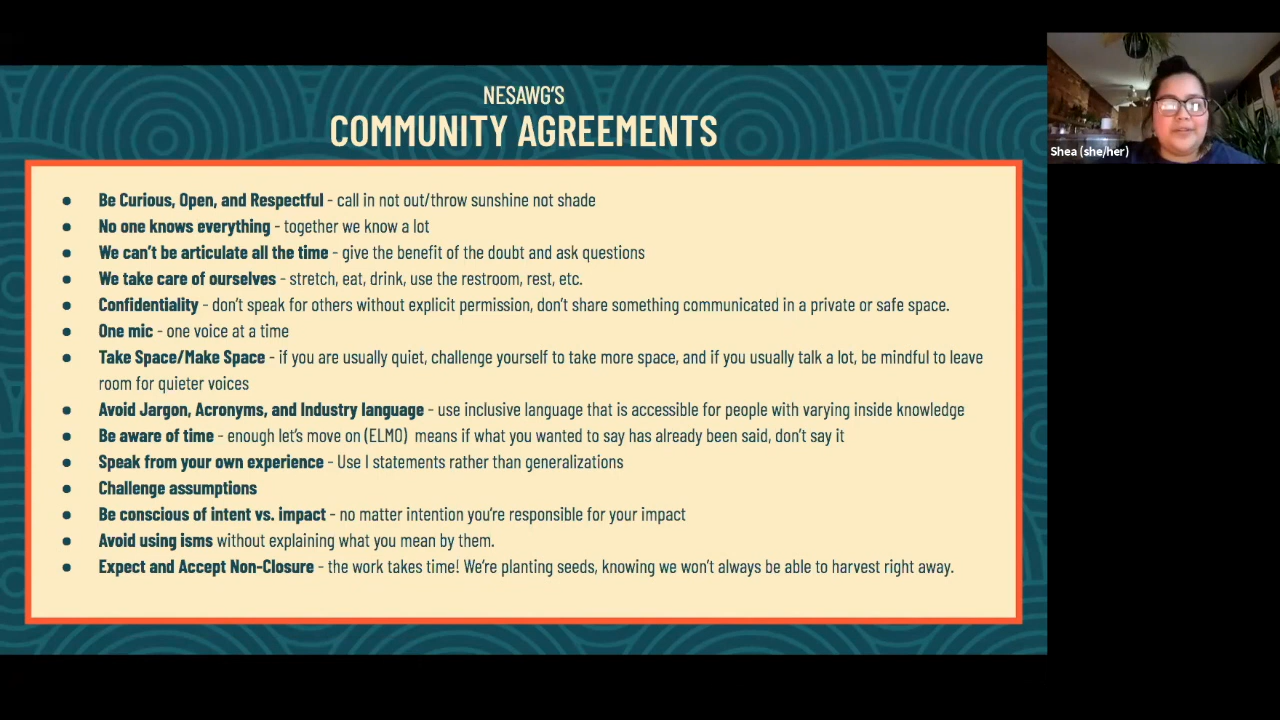 NESAWG'S
COMMUNITY AGREEMENTS
● Be Curious, Open, and Respectful - call in not out/throw sunshine not shade
● No one knows everything - together we know a lot
● We can't be articulate all the time - give the benefit of the doubt and ask questions
● We take care of ourselves - stretch, eat, drink, use the restroom, rest, etc.
● Confidentiality - don't speak for others without explicit permission, don't share something communicated in a private or safe space.
● One mic - one voice at a time
● Take Space/Make Space - if you are usually quiet, challenge yourself to take more space, and if you usually talk a lot, be mindful to leave
room for quieter voices
● Avoid Jargon, Acronyms, and Industry language - use inclusive language that is accessible for people with varying inside knowledge
● Be aware of time - enough let's move on (ELMO) means if what you wanted to say has already been said, don't say it
● Speak from your own experience - Use I statements rather than generalizations
● Challenge assumptions
● Be conscious of intent vs. impact - no matter intention you're responsible for your impact
● Avoid using isms without explaining what you mean by them.
● Expect and Accept Non-Closure - the work takes time! We're planting seeds, knowing we won't always be able to harvest right away.
Shea (she/her)